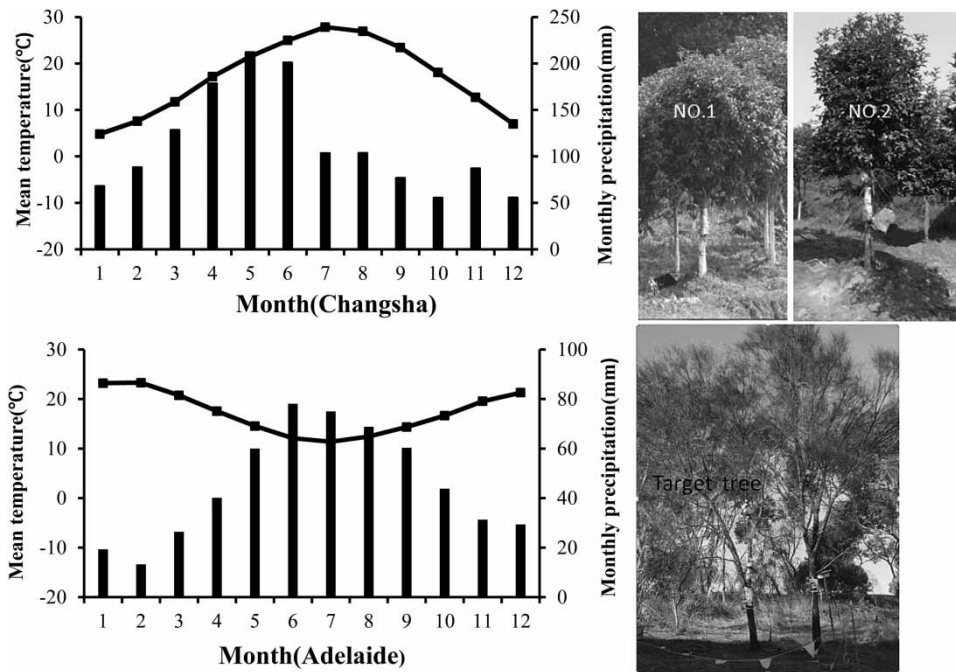 Mean temperature(℃)
30
20
10
0
-10
-20
250
200
150
100
50
0
Monthly precipitation(mm)
1 2 3 4 5 6 7 8 9 10 11 12
Month(Changsha)
NO.1
NO.2
Mean temperature(℃)
30
20
10
0
-10
-20
100
80
60
40
20
0
Monthly precipitation(mm)
1 2 3 4 5 6 7 8 9 10 11 12
Month(Adelaide)
Target tree